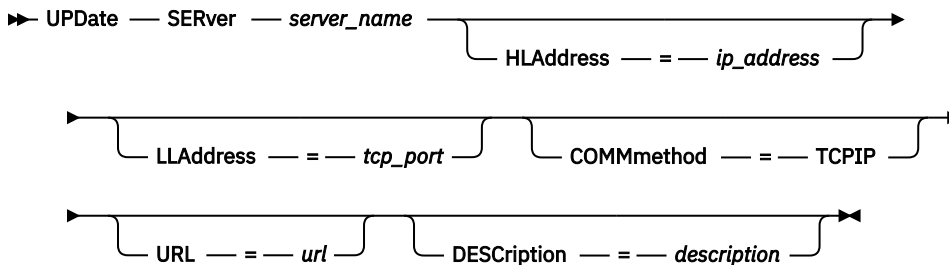 UPDate — SERver — server_name
HLAddress — = — ip_address
LLAddress — = — tcp_port
COMMmethod — = — TCPIP
URL — = — url
DESCription — = — description